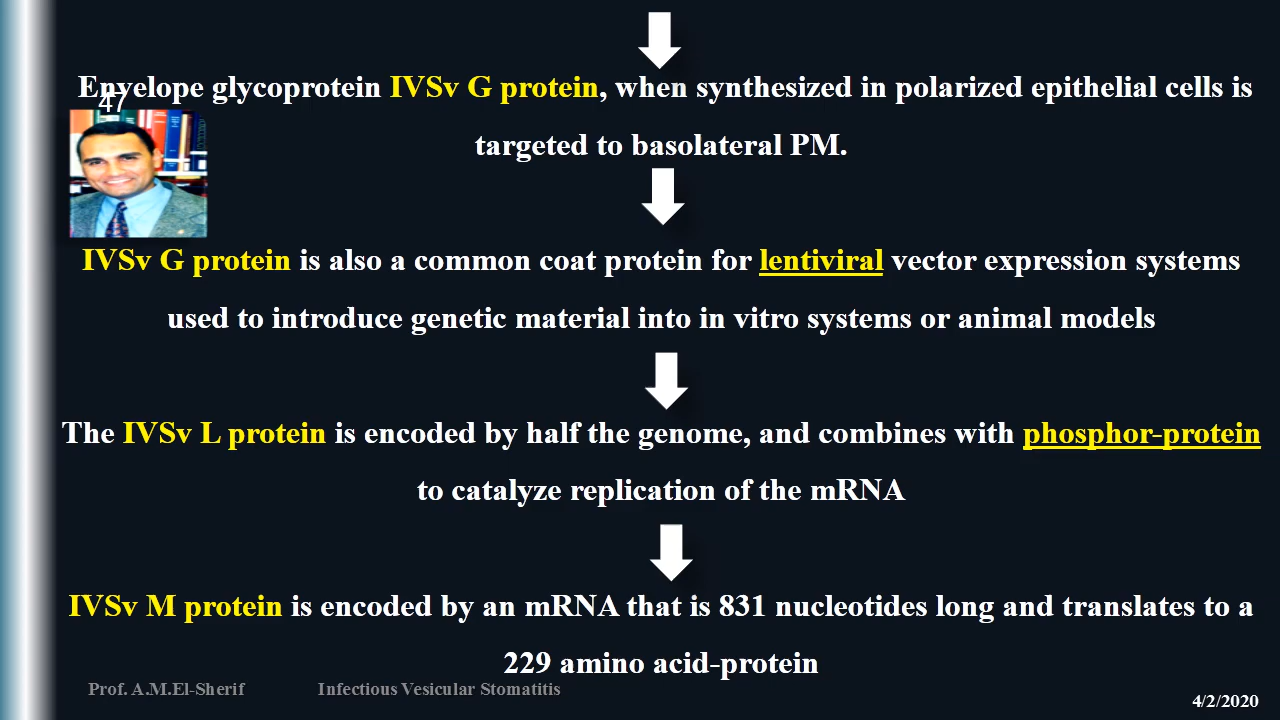 Envelope glycoprotein IVSv G protein, when synthesized in polarized epithelial cells is
47
targeted to basolateral PM.
IVSv G protein is also a common coat protein for lentiviral vector expression systems
used to introduce genetic material into in vitro systems or animal models
The IVSv L protein is encoded by half the genome, and combines with phosphor-protein
to catalyze replication of the mRNA
IVSv M protein is encoded by an mRNA that is 831 nucleotides long and translates to a
229 amino acid-protein
Prof. A.M.El-Sherif Infectious Vesicular Stomatitis
4/2/2020